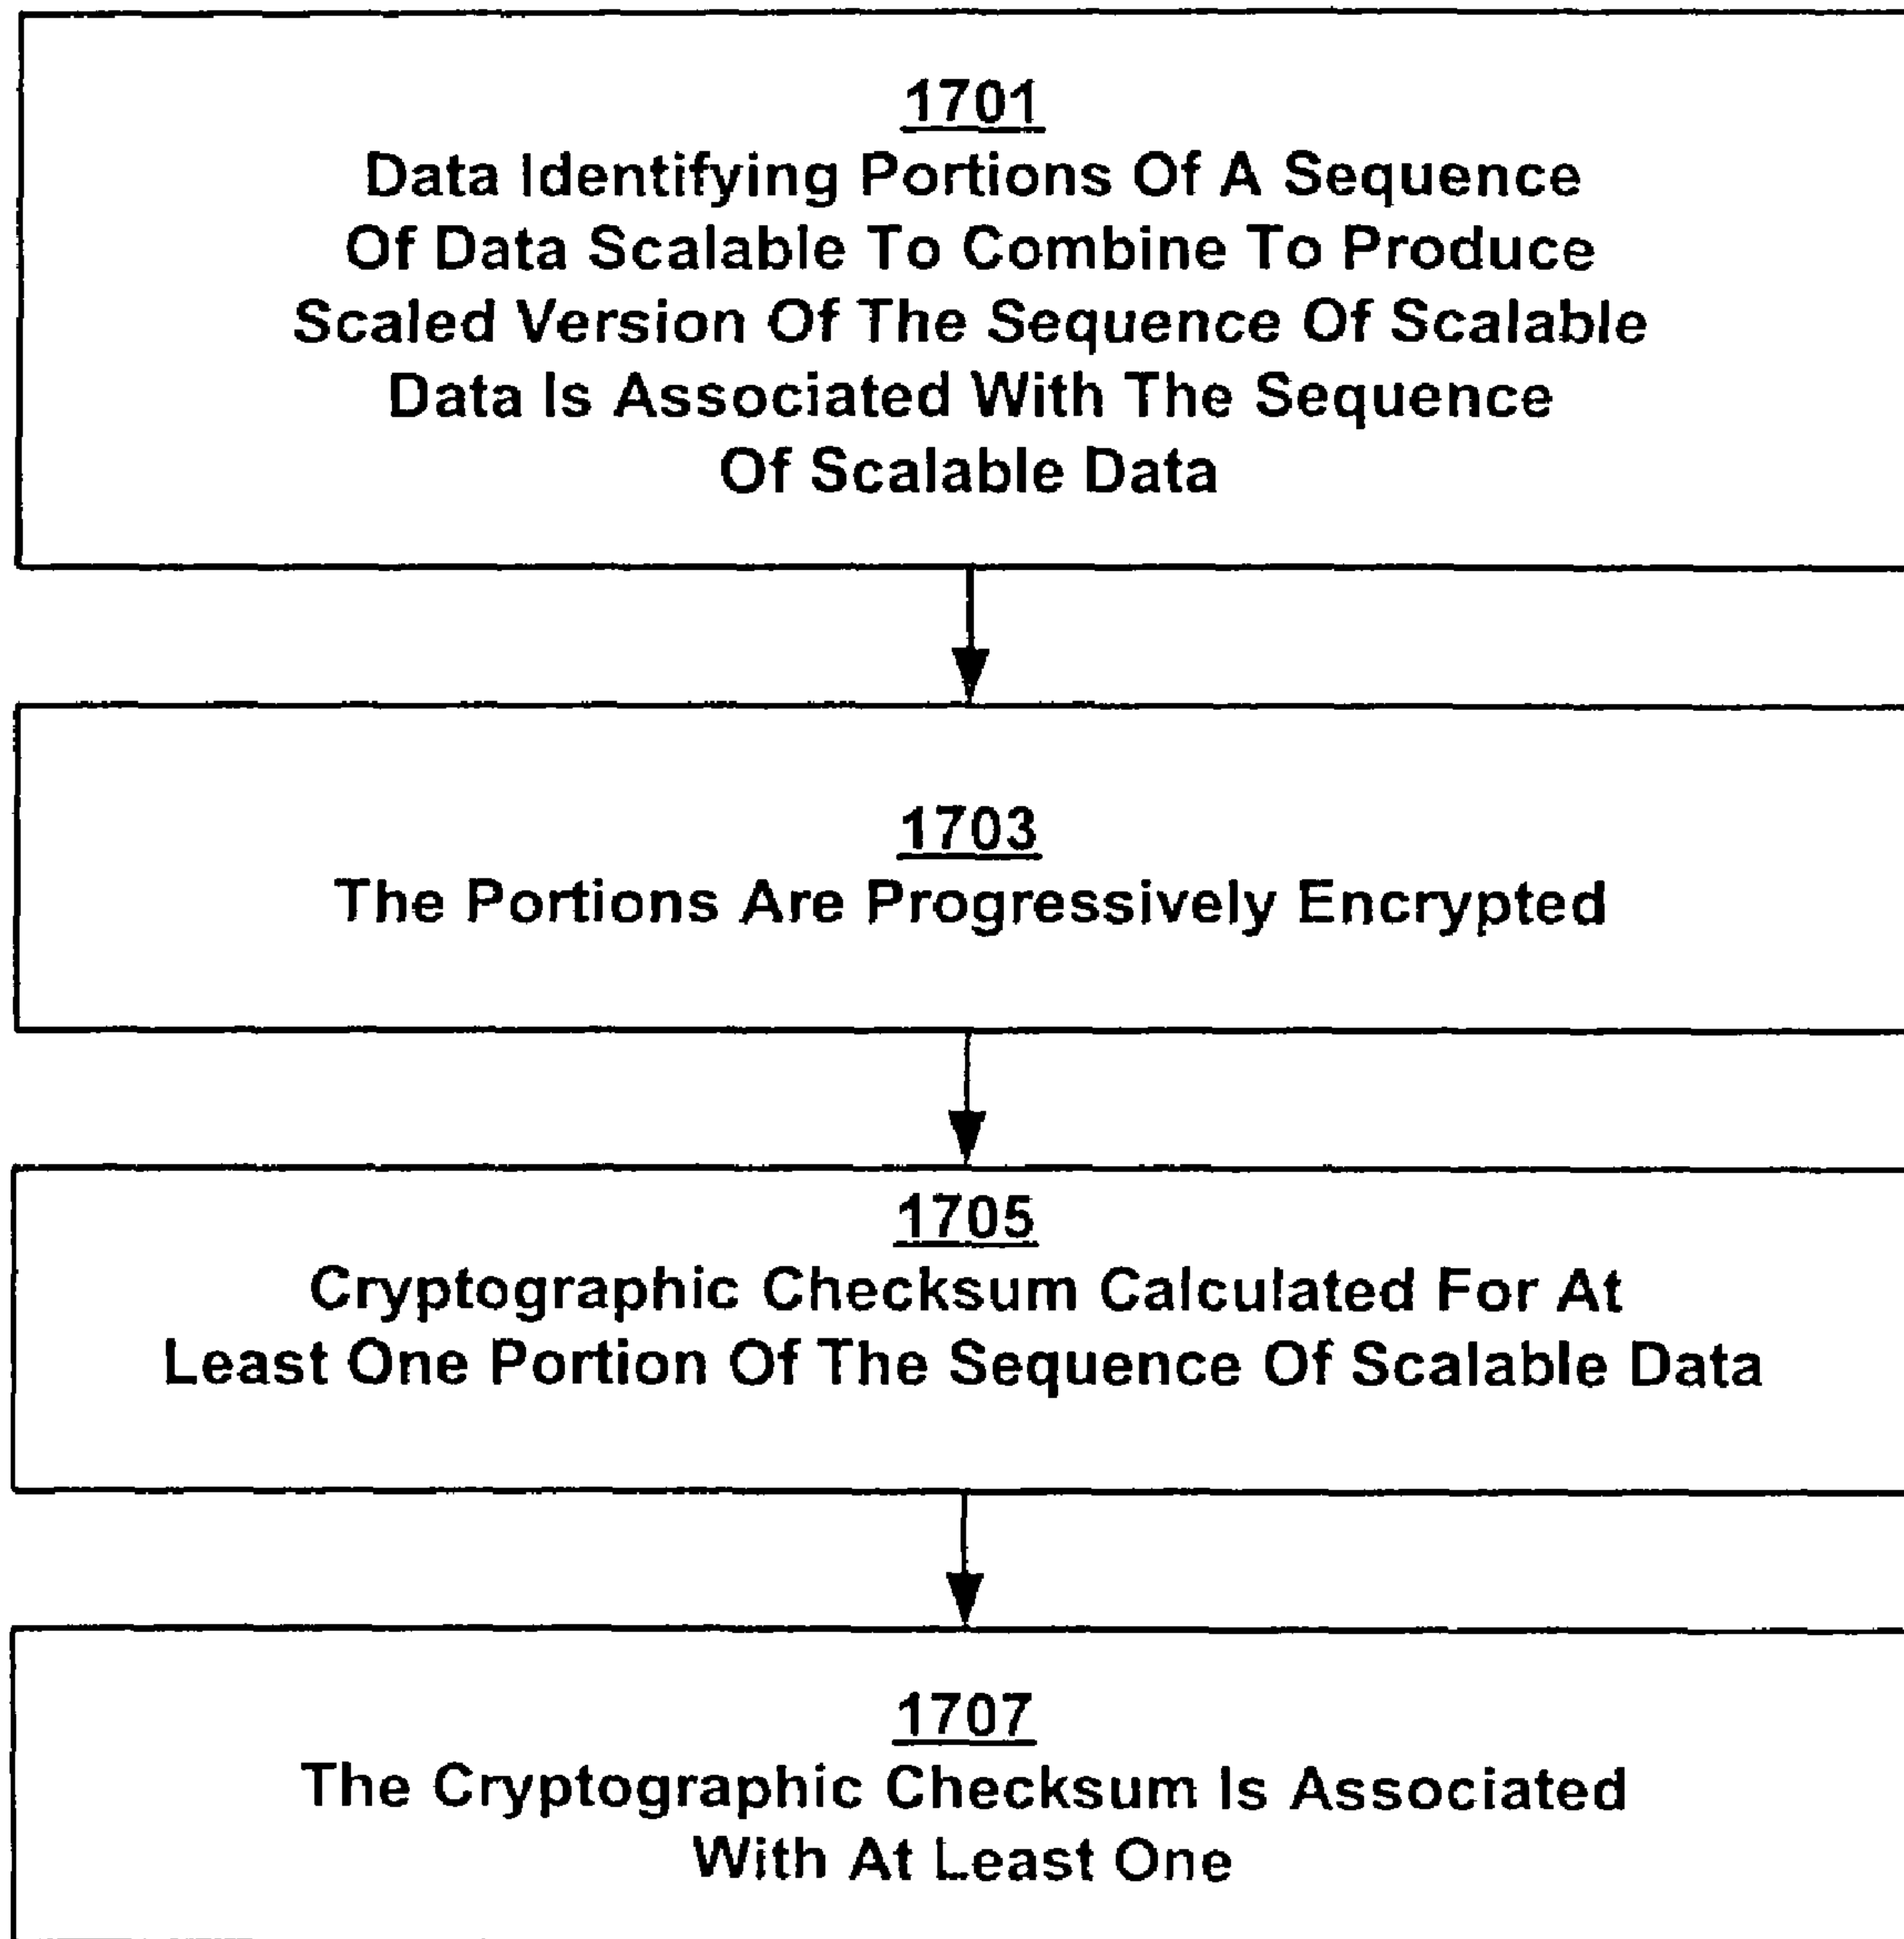 1701
Data Identifying Portions Of A Sequence
Of Data Scalable To Combine To Produce
Scaled Version Of The Sequence Of Scalable
Data Is Associated With The Sequence
Of Scalable Data
1703
The Portions Are Progressively Encrypted
1705
Cryptographic Checksum Calculated For At
Least One Portion Of The Sequence Of Scalable Data
1707
The Cryptographic Checksum Is Associated
With At Least One